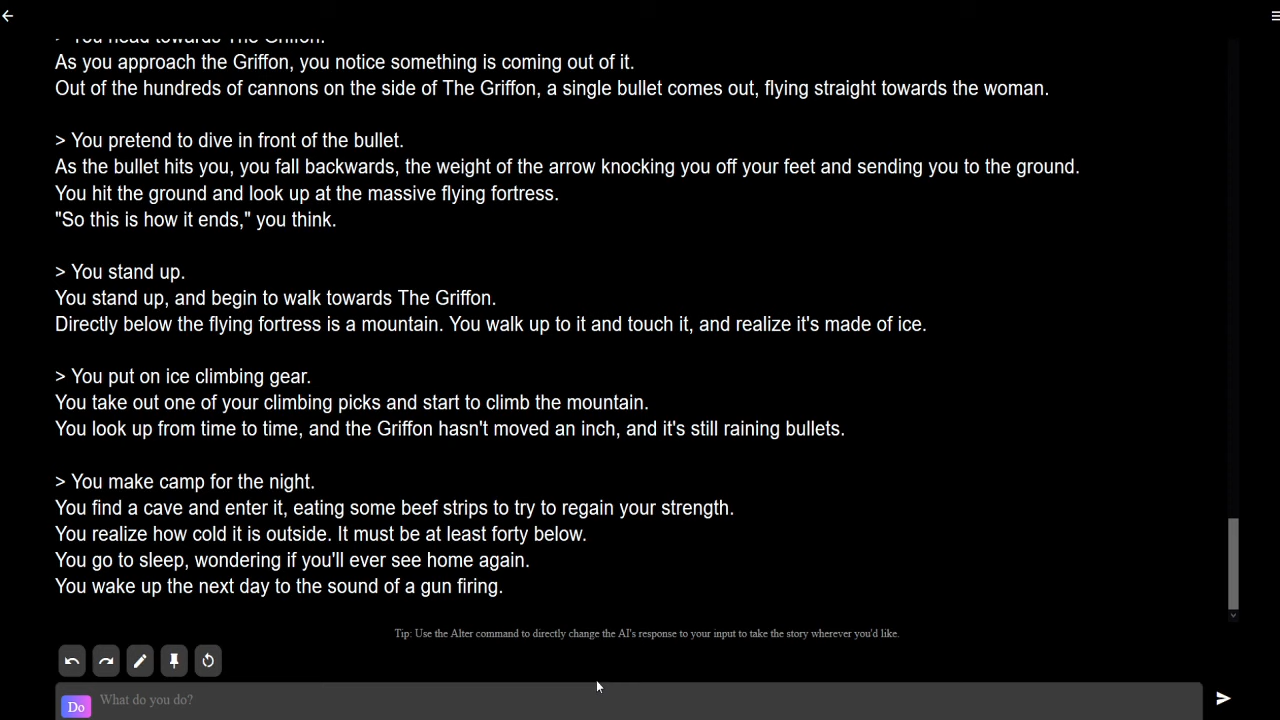 > You head towards The Griffon.
As you approach the Griffon, you notice something is coming out of it.
Out of the hundreds of cannons on the side of The Griffon, a single bullet comes out, flying straight towards the woman.
> You pretend to dive in front of the bullet.
As the bullet hits you, you fall backwards, the weight of the arrow knocking you off your feet and sending you to the ground.
You hit the ground and look up at the massive flying fortress.
"So this is how it ends," you think.
> You stand up.
You stand up, and begin to walk towards The Griffon.
Directly below the flying fortress is a mountain. You walk up to it and touch it, and realize it's made of ice.
> You put on ice climbing gear.
You take out one of your climbing picks and start to climb the mountain.
You look up from time to time, and the Griffon hasn't moved an inch, and it's still raining bullets.
> You make camp for the night.
You find a cave and enter it, eating some beef strips to try to regain your strength.
You realize how cold it is outside. It must be at least forty below.
You go to sleep, wondering if you'll ever see home again.
You wake up the next day to the sound of a gun firing.
Tip: Use the Alter command to directly change the AI's response to your input to take the story wherever you'd like.
Do What do you do?